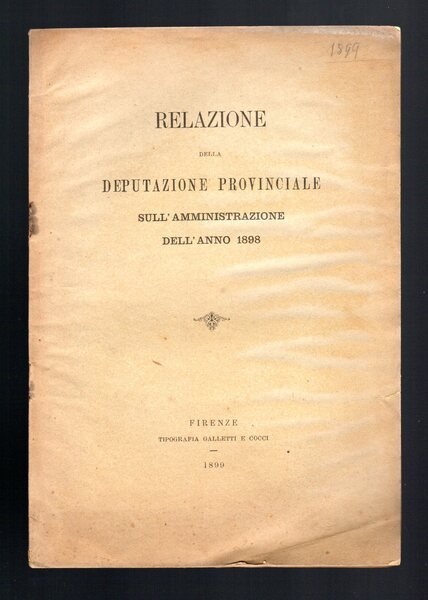 1899
RELAZIONE
DELLA
DEPUTAZIONE PROVINCIALE
SULL'AMMINISTRAZIONE
DELL'ANNO 1898
FIRENZE
TIPOGRAFIA GALLETTI E COCCI
1899